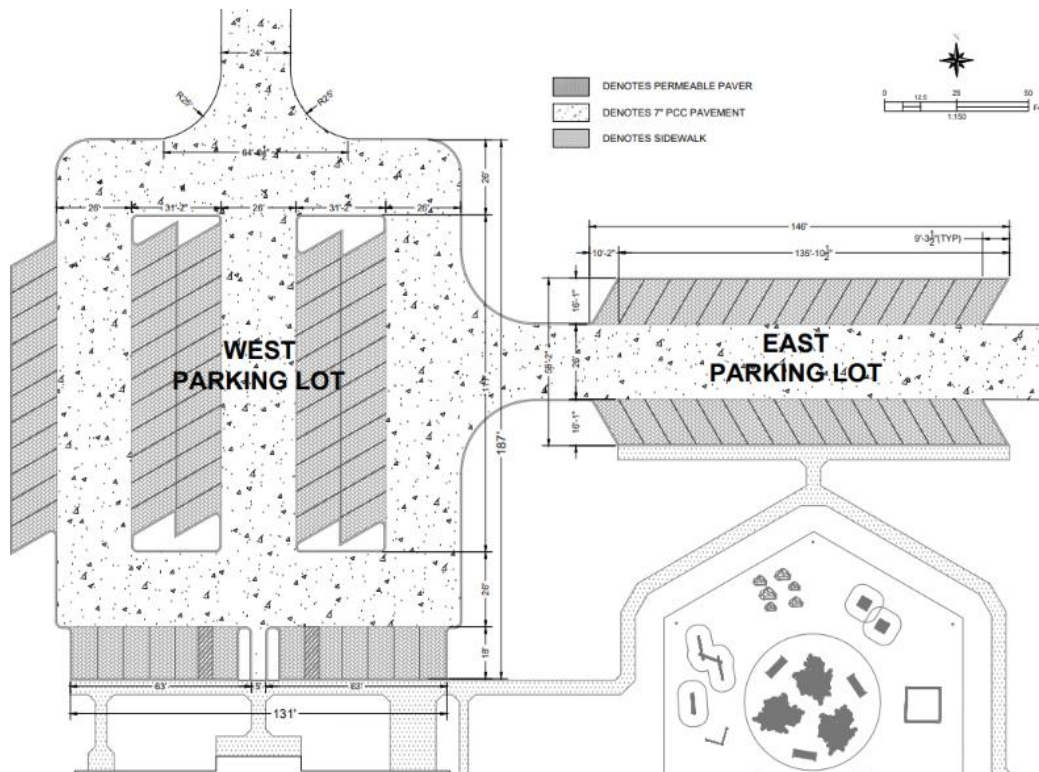 24'
R25'
R25'
DENOTES PERMEABLE PAVER
DENOTES 7" PCC PAVEMENT
DENOTES SIDEWALK
N
0
12.5
25
50
1:150
26'
26'
31'-2"
26'
31'-2"
26'
146'
9'-3½"(TYP)
10'-2"
135'-10½"
16'-1"
58'-2"
26'
16'-1"
WEST
PARKING LOT
EAST
PARKING LOT
187'
26'
18'
63'
5'
63'
131'